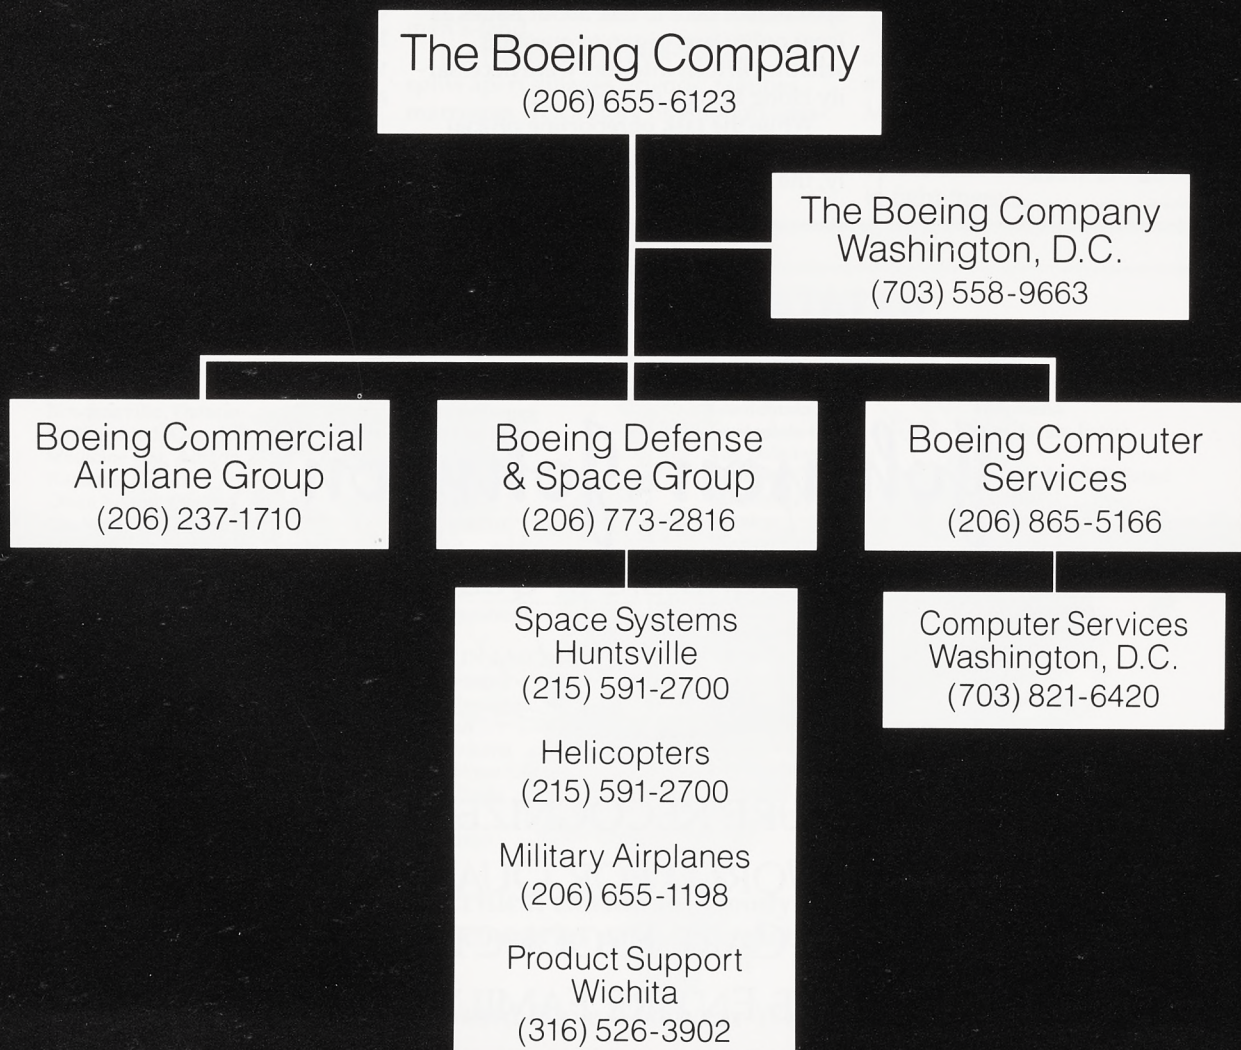 The Boeing Company
(206) 655-6123
The Boeing Company
Washington, D.C.
(703) 558-9663
Boeing Commercial
Airplane Group
(206) 237-1710
Boeing Defense
& Space Group
(206) 773-2816
Boeing Computer
Services
(206) 865-5166
Space Systems
Huntsville
(215) 591-2700
Helicopters
(215) 591-2700
Military Airplanes
(206) 655-1198
Product Support
Wichita
(316) 526-3902
Computer Services
Washington, D.C.
(703) 821-6420